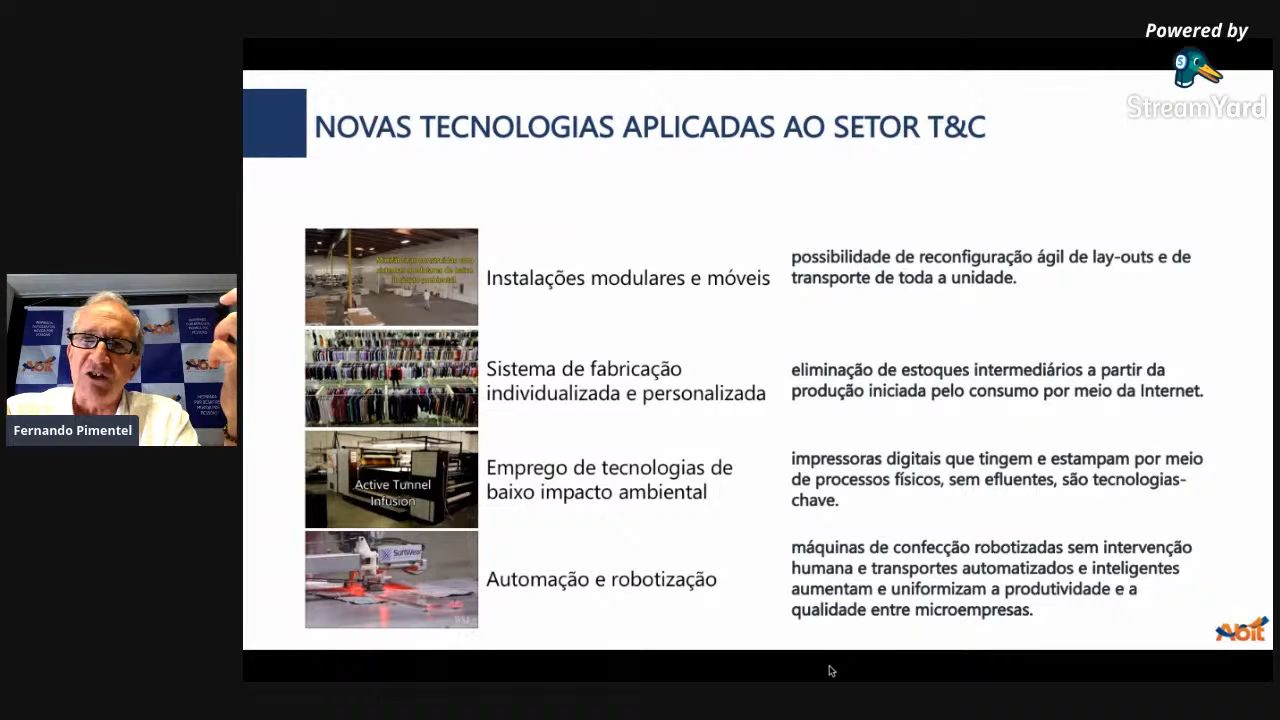 Powered by
StreamYard
NOVAS TECNOLOGIAS APLICADAS AO SETOR T&C
Instalações modulares e móveis
possibilidade de reconfiguração ágil de lay-outs e de
transporte de toda a unidade.
Sistema de fabricação
individualizada e personalizada
eliminação de estoques intermediários a partir da
produção iniciada pelo consumo por meio da Internet.
Active Tunnel
Infusion
Emprego de tecnologias de
baixo impacto ambiental
impressoras digitais que tingem e estampam por meio
de processos físicos, sem efluentes, são tecnologias-
chave.
SoftWear
Automação e robotização
máquinas de confecção robotizadas sem intervenção
humana e transportes automatizados e inteligentes
aumentam e uniformizam a produtividade e a
qualidade entre microempresas.
Abit
Fernando Pimentel